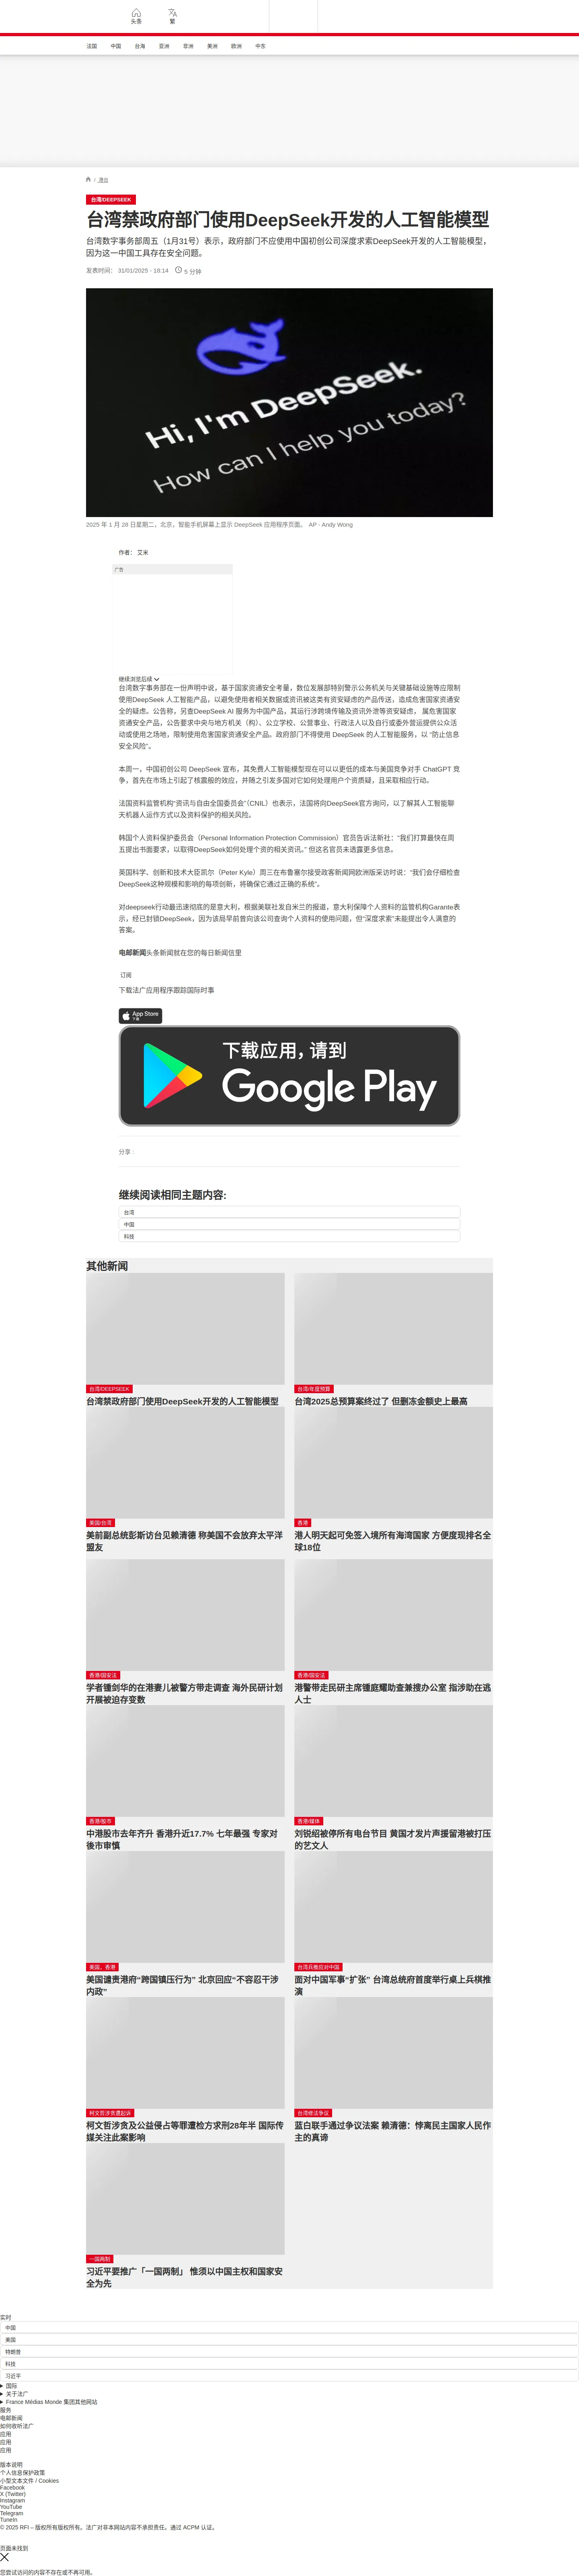 头条
繁
法国
中国
台海
亚洲
非洲
美洲
欧洲
中东
/ 港台
台湾/DEEPSEEK
台湾禁政府部门使用DeepSeek开发的人工智能模型
台湾数字事务部周五（1月31号）表示，政府部门不应使用中国初创公司深度求索DeepSeek开发的人工智能模型，
因为这一中国工具存在安全问题。
发表时间： 31/01/2025 - 18:14
5 分钟
Hi, I'm DeepSeek.
How can I help you today?
2025 年 1 月 28 日星期二，北京，智能手机屏幕上显示 DeepSeek 应用程序页面。 AP - Andy Wong
作者： 艾米
广告
继续浏览后续
台湾数字事务部在一份声明中说，基于国家资通安全考量，数位发展部特别警示公务机关与关键基础设施等应限制
使用DeepSeek 人工智能产品，以避免使用者相关数据或资讯被这类有资安疑虑的产品传送，造成危害国家资通安
全的疑虑。公告称，另查DeepSeek AI 服务为中国产品，其运行涉跨境传输及资讯外泄等资安疑虑， 属危害国家
资通安全产品，公告要求中央与地方机关（构）、公立学校、公营事业、行政法人以及自行或委外营运提供公众活
动或使用之场地，限制使用危害国家资通安全产品。政府部门不得使用 DeepSeek 的人工智能服务，以 “防止信息
安全风险”。
本周一，中国初创公司 DeepSeek 宣布，其免费人工智能模型现在可以以更低的成本与美国竞争对手 ChatGPT 竞
争，首先在市场上引起了核震般的效应，并随之引发多国对它如何处理用户个资质疑，且采取相应行动。
法国资料监管机构“资讯与自由全国委员会”（CNIL）也表示，法国将向DeepSeek官方询问，以了解其人工智能聊
天机器人运作方式以及资料保护的相关风险。
韩国个人资料保护委员会（Personal Information Protection Commission）官员告诉法新社：“我们打算最快在周
五提出书面要求，以取得DeepSeek如何处理个资的相关资讯。” 但这名官员未透露更多信息。
英国科学、创新和技术大臣凯尔（Peter Kyle）周三在布鲁塞尔接受政客新闻网欧洲版采访时说：“我们会仔细检查
DeepSeek这种规模和影响的每项创新，将确保它通过正确的系统”。
对deepseek行动最迅速彻底的是意大利，根据美联社发自米兰的报道，意大利保障个人资料的监管机构Garante表
示，经已封锁DeepSeek，因为该局早前曾向该公司查询个人资料的使用问题，但“深度求索”未能提出令人满意的
答案。
电邮新闻头条新闻就在您的每日新闻信里
订阅
下载法广应用程序跟踪国际时事
App Store
下载
下载应用，请到
Google Play
分享 :
继续阅读相同主题内容:
台湾
中国
科技
其他新闻
台湾/DEEPSEEK
台湾禁政府部门使用DeepSeek开发的人工智能模型
台湾/年度预算
台湾2025总预算案终过了 但删冻金额史上最高
美国/台湾
美前副总统彭斯访台见赖清德 称美国不会放弃太平洋
盟友
香港
港人明天起可免签入境所有海湾国家 方便度现排名全
球18位
香港/国安法
学者锺剑华的在港妻儿被警方带走调查 海外民研计划
开展被迫存变数
香港/国安法
港警带走民研主席锺庭耀助查兼搜办公室 指涉助在逃
人士
香港/股市
中港股市去年齐升 香港升近17.7% 七年最强 专家对
後市审慎
香港/媒体
刘锐绍被停所有电台节目 黄国才发片声援留港被打压
的艺文人
美国，香港
美国谴责港府“跨国镇压行为” 北京回应“不容忍干涉
内政”
台湾兵棍应对中国
面对中国军事“扩张” 台湾总统府首度举行桌上兵棋推
演
柯文哲涉贪遭起诉
柯文哲涉贪及公益侵占等罪遭检方求刑28年半 国际传
媒关注此案影响
台湾修法争议
蓝白联手通过争议法案 赖清德：悖离民主国家人民作
主的真谛
一国两制
习近平要推广「一国两制」 惟须以中国主权和国家安
全为先
实时
中国
美国
特朗普
科技
习近平
国际
关于法广
France Médias Monde 集团其他网站
服务
电邮新闻
如何收听法广
应用
应用
应用
版本说明
个人信息保护政策
小型文本文件 / Cookies
Facebook
X (Twitter)
Instagram
YouTube
Telegram
TuneIn
© 2025 RFI – 版权所有版权所有。法广对非本网站内容不承担责任。通过 ACPM 认证。
页面未找到
您尝试访问的内容不存在或不再可用。